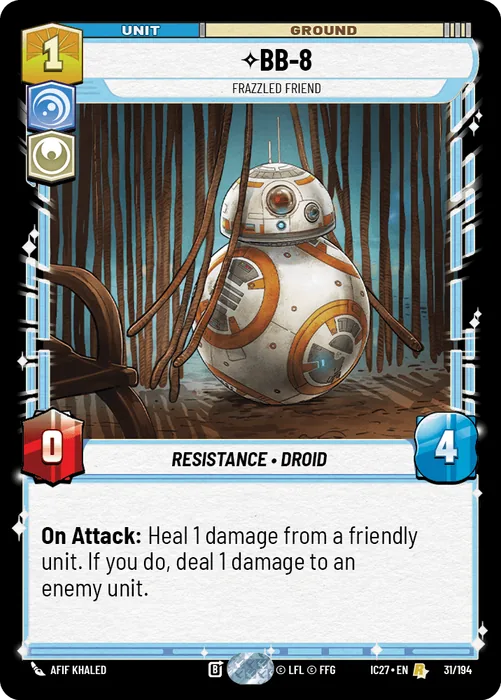 UNIT
GROUND
1
BB-8
FRAZZLED FRIEND
0
4
RESISTANCE • DROID
On Attack: Heal 1 damage from a friendly
unit. If you do, deal 1 damage to an
enemy unit.
AFIF KHALED
B
© LFL © FFG
IC27 • EN
R
31/194